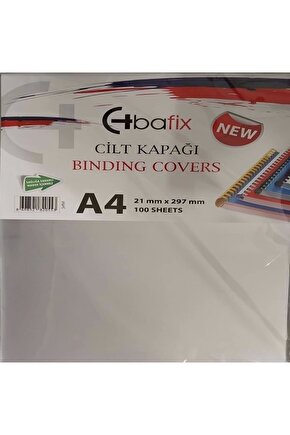 bafix
NEW
CİLT KAPAĞI
BINDING COVERS
A4
21 mm x 297 mm
100 SHEETS